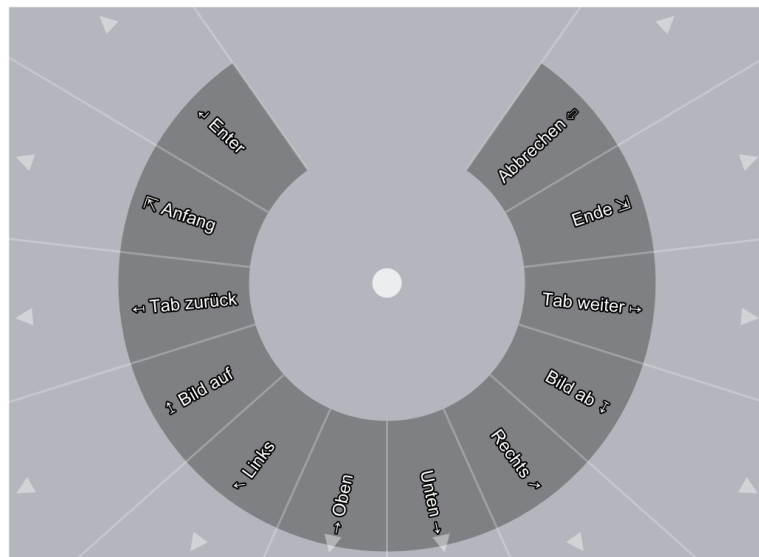 ↵ Enter
Abbrechen ⎋
⇱ Anfang
Ende ⇲
↤ Tab zurück
Tab weiter ↦
↥ Bild auf
Bild ab ↧
← Links
Rechts →
← Oben
Unten →